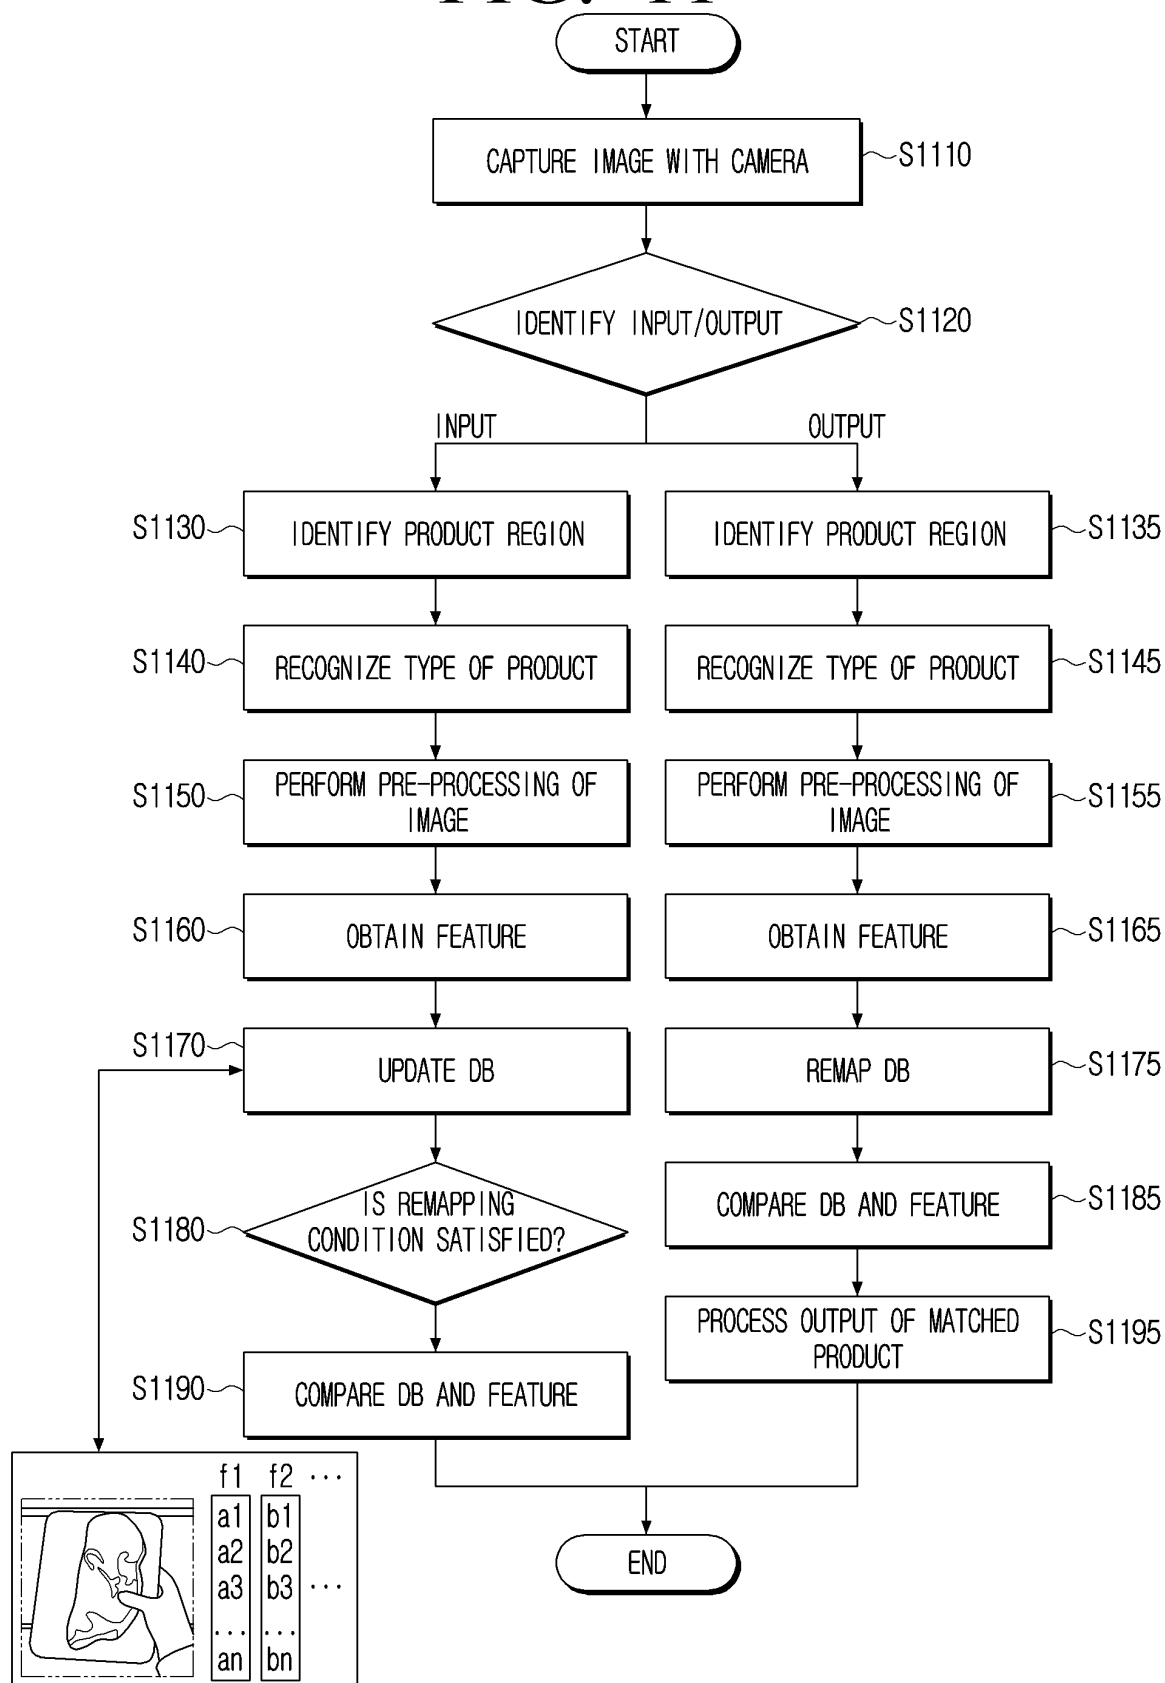 START
CAPTURE IMAGE WITH CAMERA
S1110
IDENTIFY INPUT/OUTPUT
S1120
INPUT
OUTPUT
S1130
IDENTIFY PRODUCT REGION
IDENTIFY PRODUCT REGION
S1135
S1140
RECOGNIZE TYPE OF PRODUCT
RECOGNIZE TYPE OF PRODUCT
S1145
S1150
PERFORM PRE-PROCESSING OF
IMAGE
PERFORM PRE-PROCESSING OF
IMAGE
S1155
S1160
OBTAIN FEATURE
OBTAIN FEATURE
S1165
S1170
UPDATE DB
REMAP DB
S1175
S1180
IS REMAPPING
CONDITION SATISFIED?
COMPARE DB AND FEATURE
S1185
S1190
COMPARE DB AND FEATURE
PROCESS OUTPUT OF MATCHED
PRODUCT
S1195
f1 f2 ...
a1 b1
a2 b2
a3 b3 ...
... ...
an bn
END